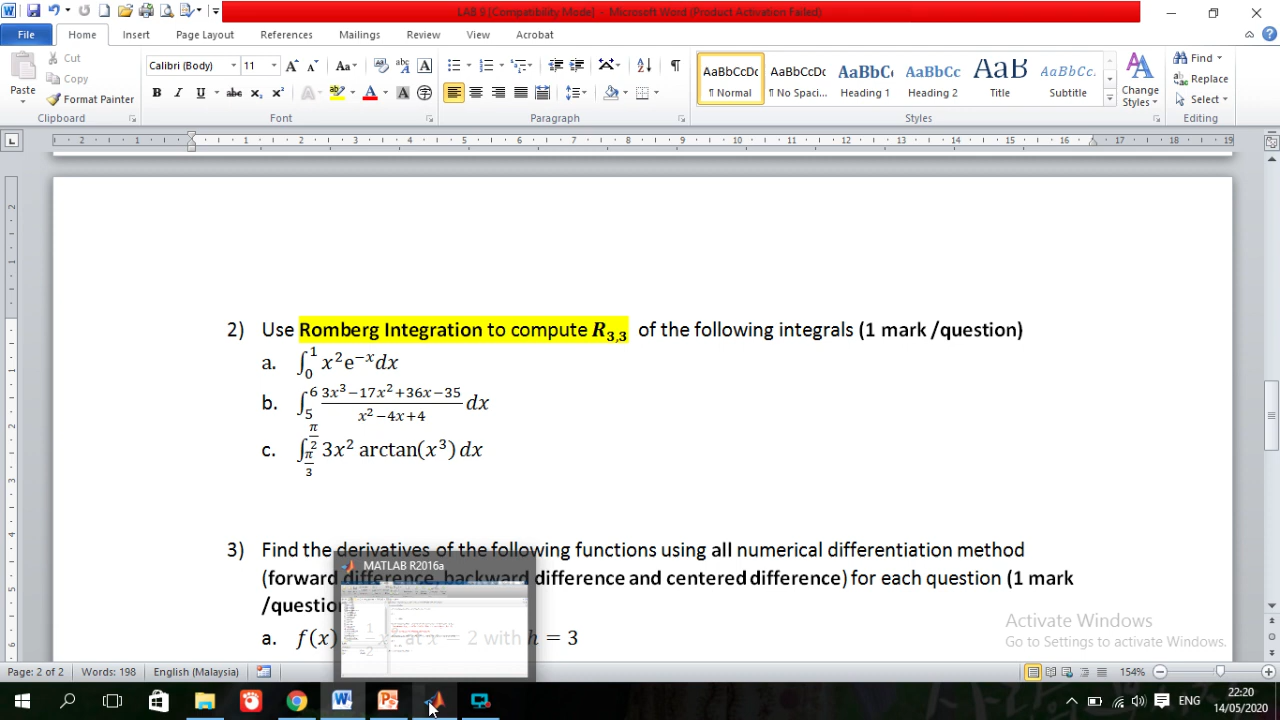 LAB 9 [Compatibility Mode] - Microsoft Word (Product Activation Failed)
File Home Insert Page Layout References Mailings Review View Acrobat
Cut
Copy
Format Painter
Paste
Clipboard
Calibri (Body) 11
Font
Paragraph
AaBbCcDc AaBbCcDc AaBbC AaBbCc AaB AaBbCc.
¶ Normal ¶ No Spaci... Heading 1 Heading 2 Title Subtitle
Change Styles
Styles
Find
Replace
Select
Editing
2) Use Romberg Integration to compute R₃,₃ of the following integrals (1 mark /question)
a. ∫₀¹ x²e⁻ˣdx
b. ∫₅⁶ (3x³−17x²+36x−35)/(x²−4x+4) dx
c. ∫_{π/3}^{π/2} 3x² arctan(x³) dx
3) Find the derivatives of the following functions using all numerical differentiation method
(forward difference, backward difference and centered difference) for each question (1 mark
/question
a. f(x) at x = 2 with h = 3
MATLAB R2016a
Activate Windows
Go to Settings to activate Windows.
Page: 2 of 2 Words: 198 English (Malaysia) 154%
ENG 22:20
14/05/2020